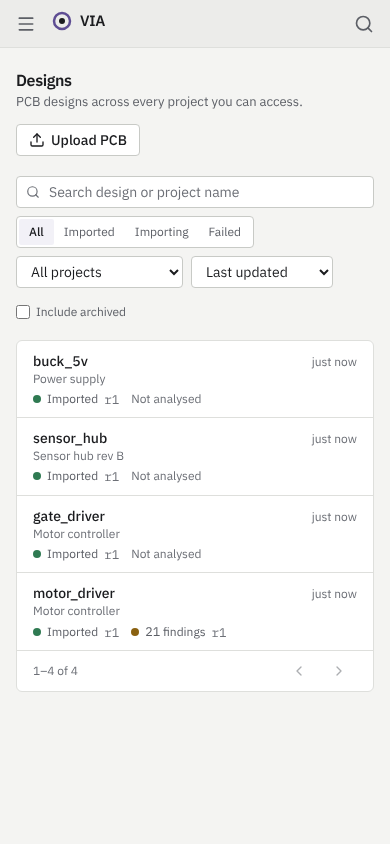 VIA
Designs
PCB designs across every project you can access.
Upload PCB
Search design or project name
All Imported Importing Failed
All projects Last updated
Include archived
buck_5v just now
Power supply
Imported r1 Not analysed
sensor_hub just now
Sensor hub rev B
Imported r1 Not analysed
gate_driver just now
Motor controller
Imported r1 Not analysed
motor_driver just now
Motor controller
Imported r1 21 findings r1
1–4 of 4